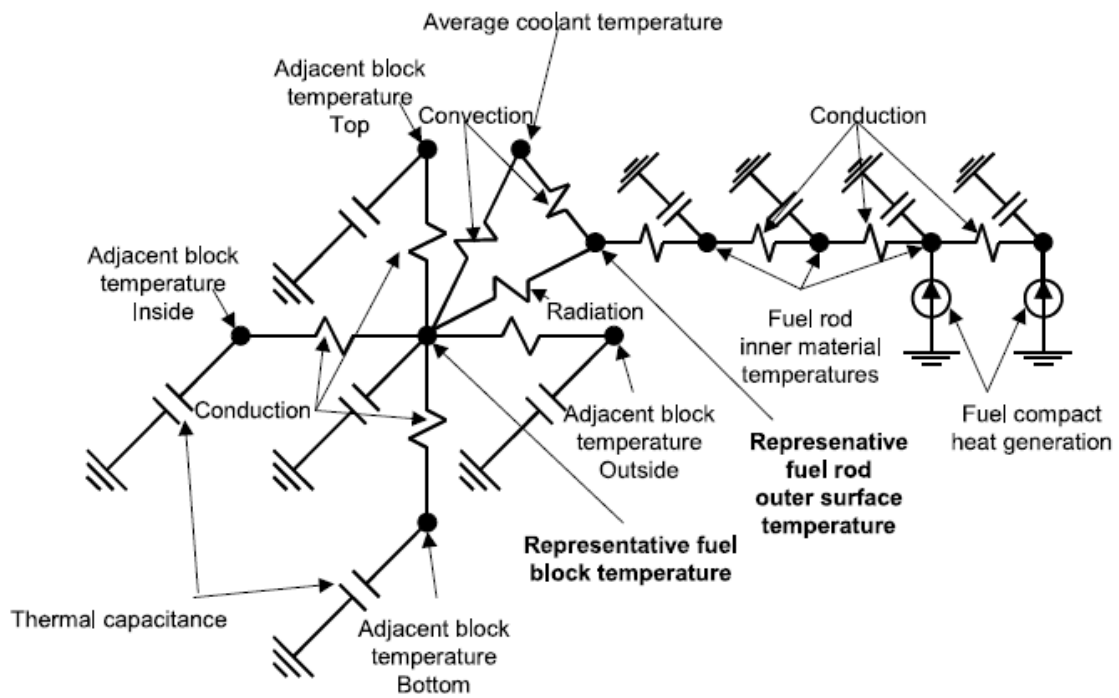 Average coolant temperature
Adjacent block
temperature
Top
Convection
Conduction
Adjacent block
temperature
Inside
Radiation
Fuel rod
inner material
temperatures
Conduction
Adjacent block
temperature
Outside
Fuel compact
heat generation
Represenative
fuel rod
outer surface
temperature
Representative fuel
block temperature
Thermal capacitance
Adjacent block
temperature
Bottom